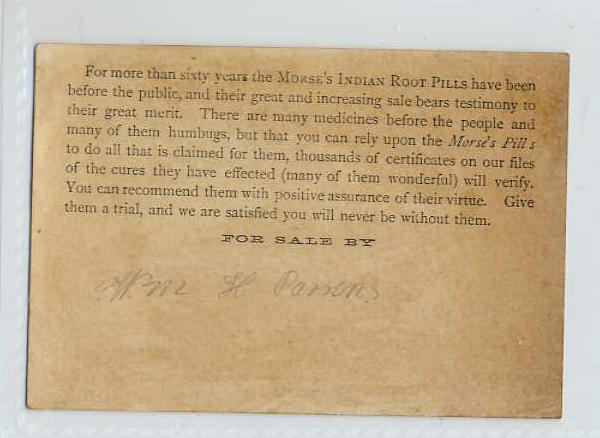 For more than sixty years the MORSE'S INDIAN ROOT PILLS have been
before the public, and their great and increasing sale bears testimony to
their great merit. There are many medicines before the people and
many of them humbugs, but that you can rely upon the Morse's Pills
to do all that is claimed for them, thousands of certificates on our files
of the cures they have effected (many of them wonderful) will verify.
You can recommend them with positive assurance of their virtue. Give
them a trial, and we are satisfied you will never be without them.
FOR SALE BY
H Parsons